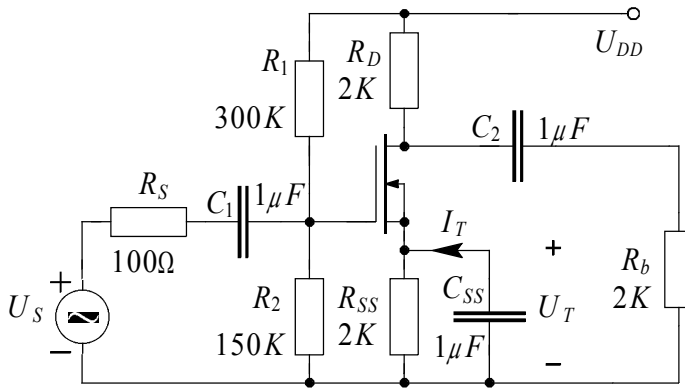 U_DD
R_D
2K
R_1
300K
C_2
1μF
R_S
100Ω
C_1
1μF
I_T
R_2
150K
R_SS
2K
C_SS
1μF
+
U_T
−
R_b
2K
+
U_S
−